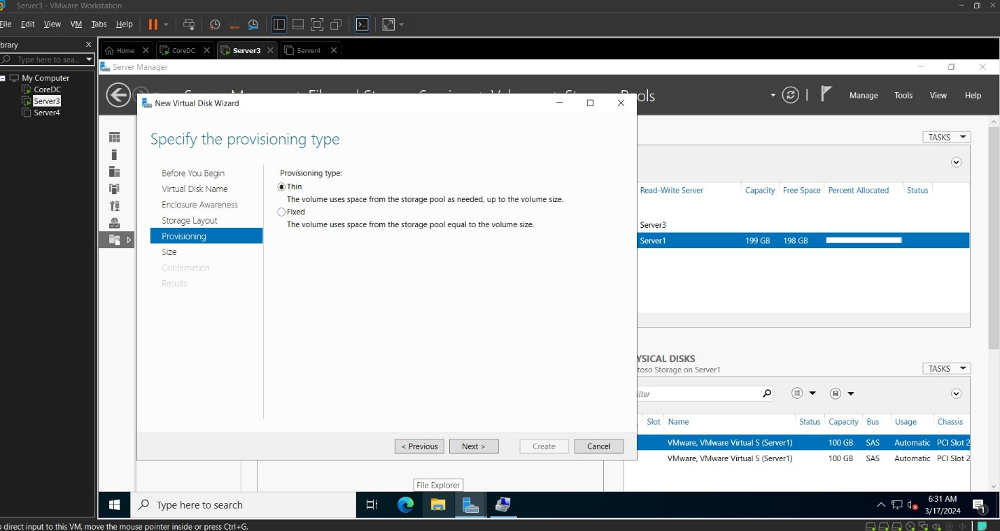 Server3 - VMware Workstation
File Edit View VM Tabs Help
brary
Type here to sea...
My Computer
CoreDC
Server3
Server4
Home
CoreDC
Server3
Server4
Server Manager
ools
Manage Tools View Help
New Virtual Disk Wizard
Specify the provisioning type
Before You Begin
Virtual Disk Name
Enclosure Awareness
Storage Layout
Provisioning
Size
Confirmation
Results
Provisioning type:
Thin
The volume uses space from the storage pool as needed, up to the volume size.
Fixed
The volume uses space from the storage pool equal to the volume size.
< Previous
Next >
Create
Cancel
TASKS
Read-Write Server Capacity Free Space Percent Allocated Status
Server3
Server1 199 GB 198 GB
YSICAL DISKS
toso Storage on Server1
TASKS
ilter
Slot Name Status Capacity Bus Usage Chassis
VMware, VMware Virtual S (Server1) 100 GB SAS Automatic PCI Slot 2
VMware, VMware Virtual S (Server1) 100 GB SAS Automatic PCI Slot 2
File Explorer
Type here to search
6:31 AM
3/17/2024
1
o direct input to this VM, move the mouse pointer inside or press Ctrl+G.